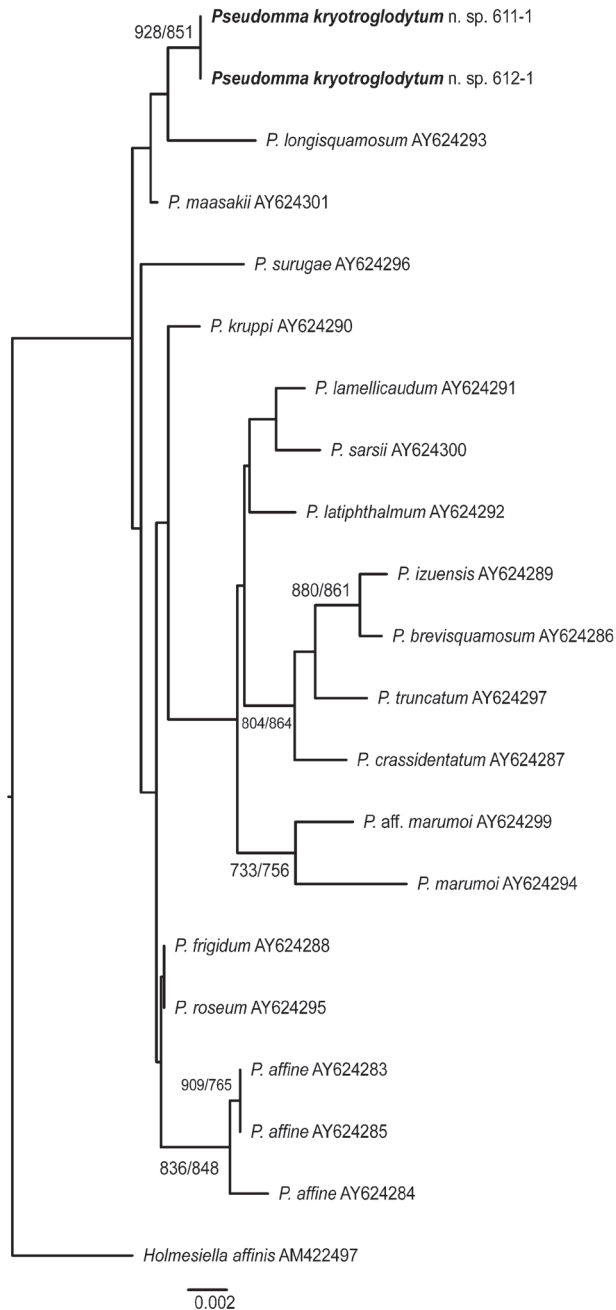 Pseudomma kryotroglodytum n. sp. 611-1
928/851
Pseudomma kryotroglodytum n. sp. 612-1
P. longisquamosum AY624293
P. maasakii AY624301
P. surugae AY624296
P. kruppi AY624290
P. lamellicaudum AY624291
P. sarsii AY624300
P. latiphthalmum AY624292
P. izuensis AY624289
880/861
P. brevisquamosum AY624286
P. truncatum AY624297
804/864
P. crassidentatum AY624287
P. aff. marumoi AY624299
733/756
P. marumoi AY624294
P. frigidum AY624288
P. roseum AY624295
P. affine AY624283
909/765
P. affine AY624285
836/848
P. affine AY624284
Holmesiella affinis AM422497
0.002